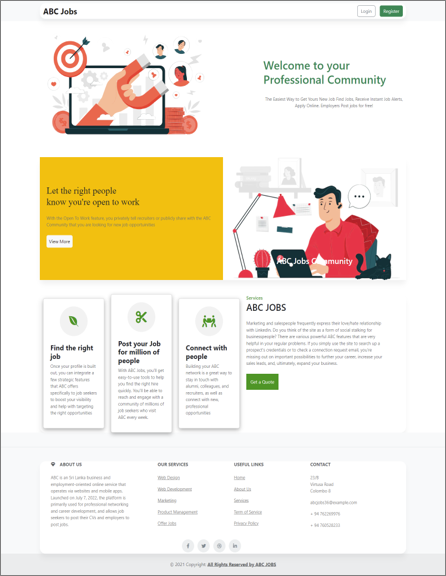 ABC Jobs
Login
Register
Welcome to your
Professional Community
The Easiest Way to Get Yours New Job Find Jobs, Receive Instant Job Alerts,
Apply Online. Employers Post Jobs for Free!
Let the right people
know you're open to work
With the Open To Work feature, you privately tell recruiters or publicly share with the ABC
Community that you are looking for new job opportunities.
View More
ABC Jobs Community
Find the right
job
Once your profile is built
out, you can integrate a
few strategic features
that ABC offers
specifically to job seekers
to boost your visibility
and help with targeting
the right opportunities.
Post your Job
for million of
people
With ABC Jobs, you'll get
easy-to-use tools to help
you find the right hire
quickly. You'll be able to
reach and engage with a
community of millions of
job seekers who visit
ABC every week.
Connect with
people
Building your ABC
network is a great way to
stay in touch with
alumni, colleagues, and
recruiters, as well as
connect with new,
professional
opportunities.
Services
ABC JOBS
Marketing and salespeople frequently express their love/hate relationship
with LinkedIn. Do you think of the site as a form of social stalking for
businesspeople? There are various powerful ABC features that are very
helpful in your regular problems. If you simply use the site to search up a
prospect's credentials or to check a connection request email, you're
missing out on important possibilities to further your career, increase your
sales leads, and, ultimately, expand your business.
Get a Quote
ABOUT US
ABC is an Sri Lanka business and
employment-oriented online service that
operates via websites and mobile apps.
Launched on July 7, 2022, the platform is
primarily used for professional networking
and career development, and allows job
seekers to post their CVs and employers to
post jobs.
OUR SERVICES
Web Design
Web Development
Marketing
Product Management
Offer Jobs
USEFUL LINKS
Home
About Us
Services
Term of Service
Privacy Policy
CONTACT
Colombo 8
© 2021 Copyright: All Rights Reserved by ABC JOBS